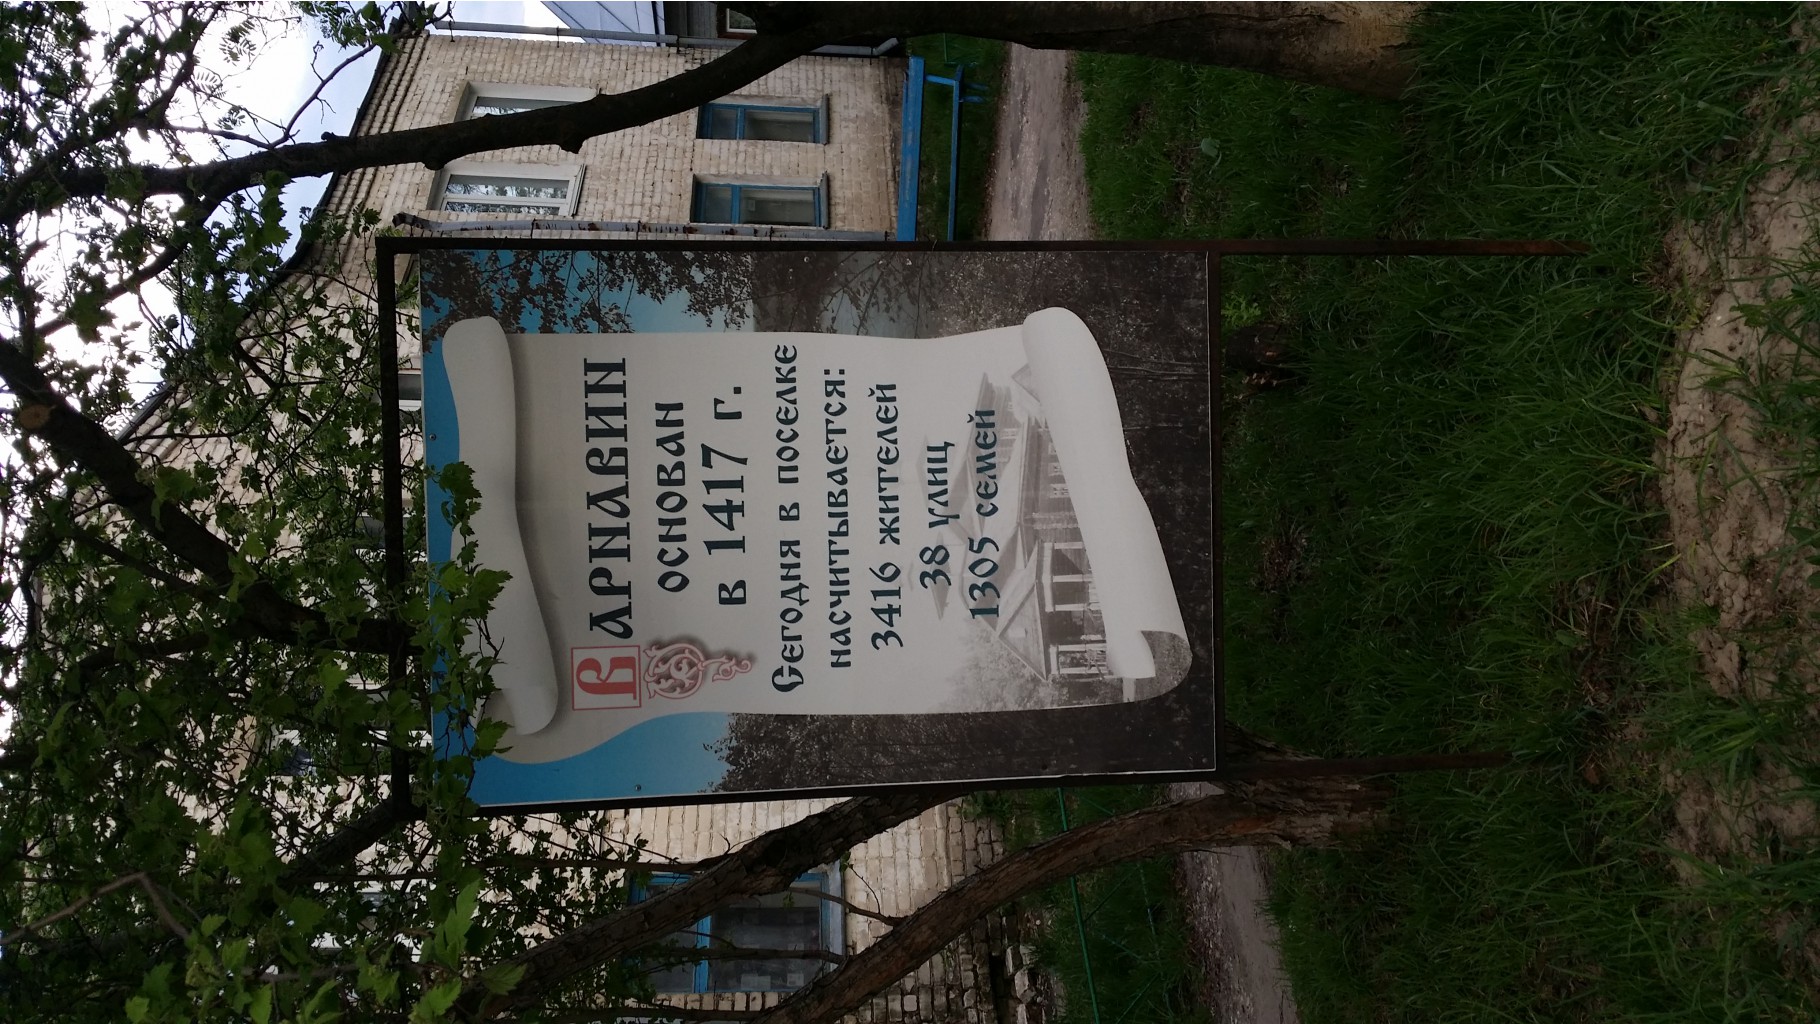 ВАРНАВИН
ОСНОВАН
В 1417 г.
Сегодня в поселке
насчитывается:
3416 жителей
38 улиц
1305 семей